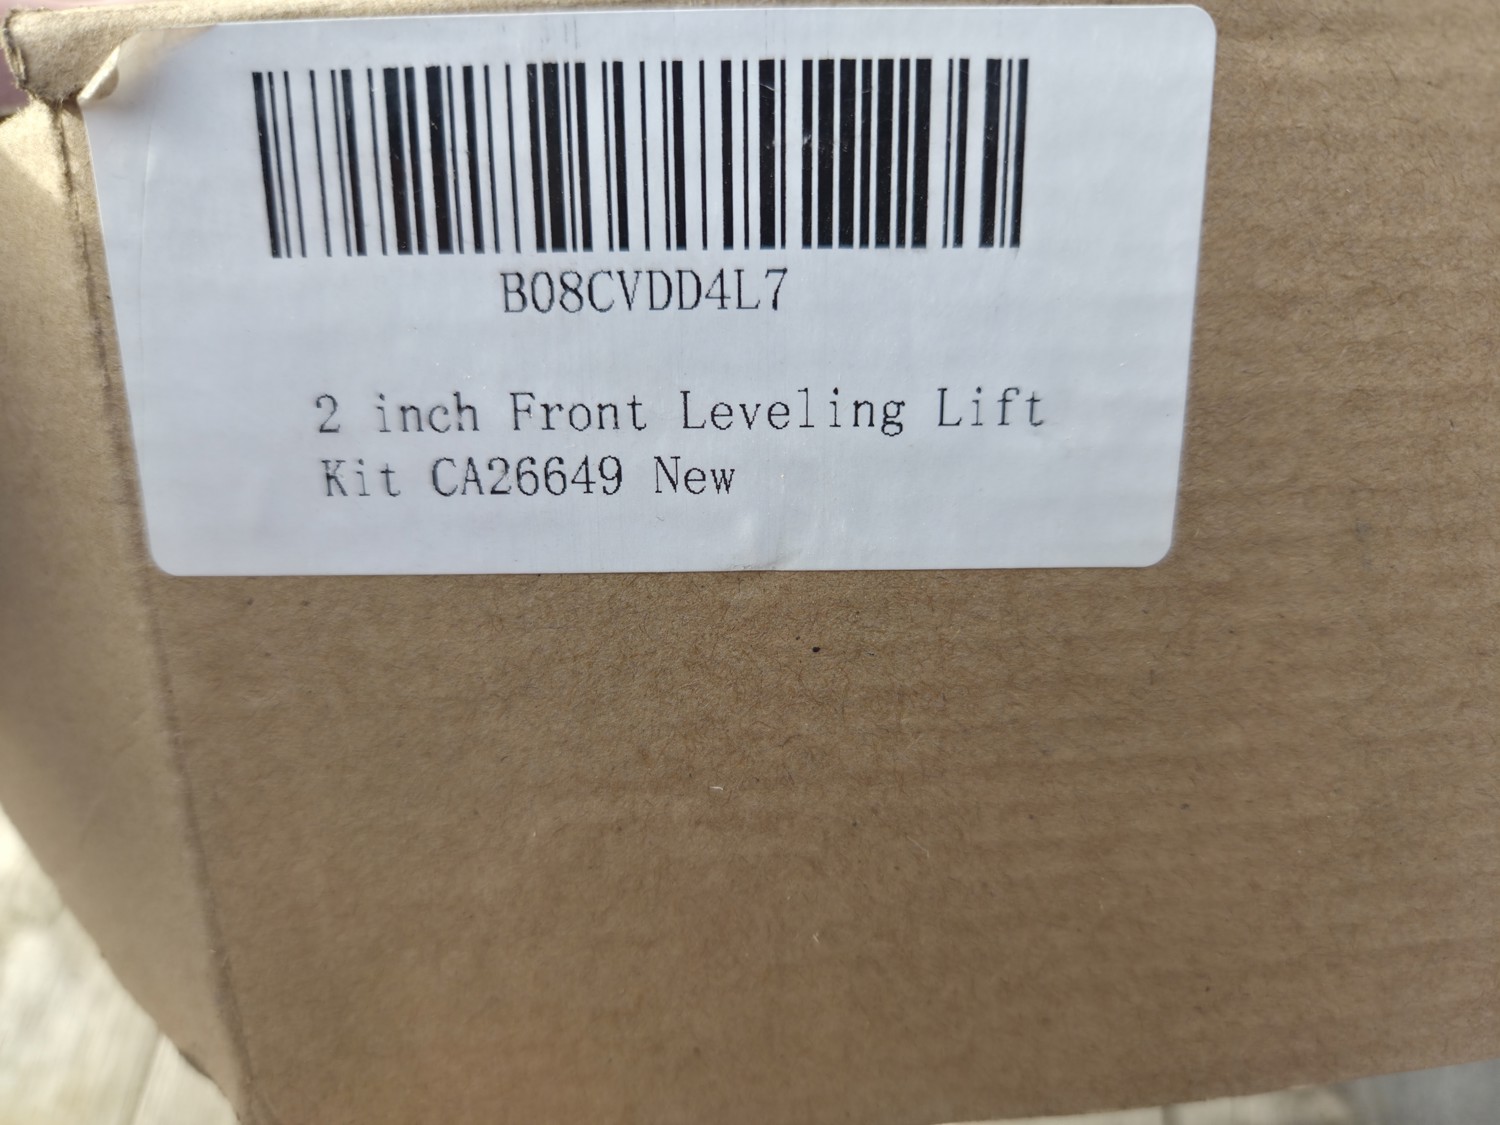 B08CVDD4L7
2 inch Front Leveling Lift
Kit CA26649 New